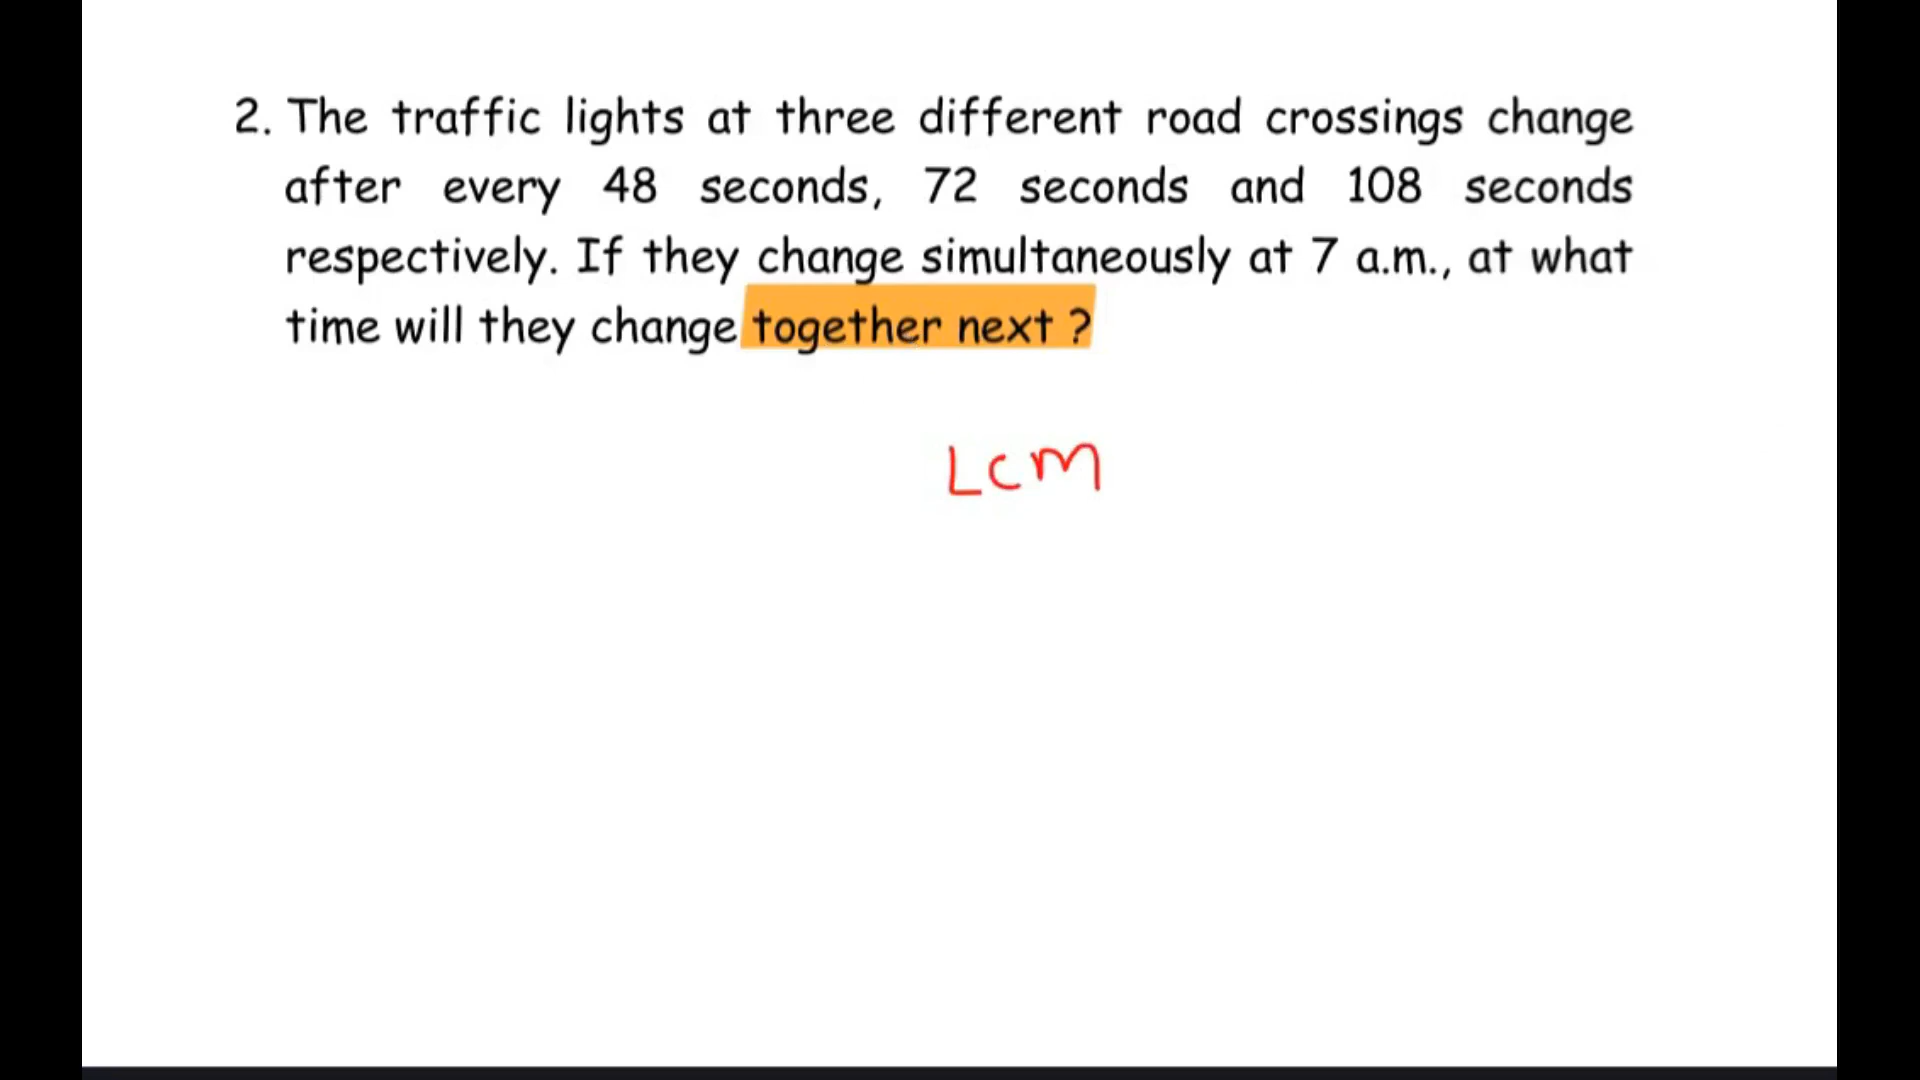 2. The traffic lights at three different road crossings change
after every 48 seconds, 72 seconds and 108 seconds
respectively. If they change simultaneously at 7 a.m., at what
time will they change together next ?
LCM